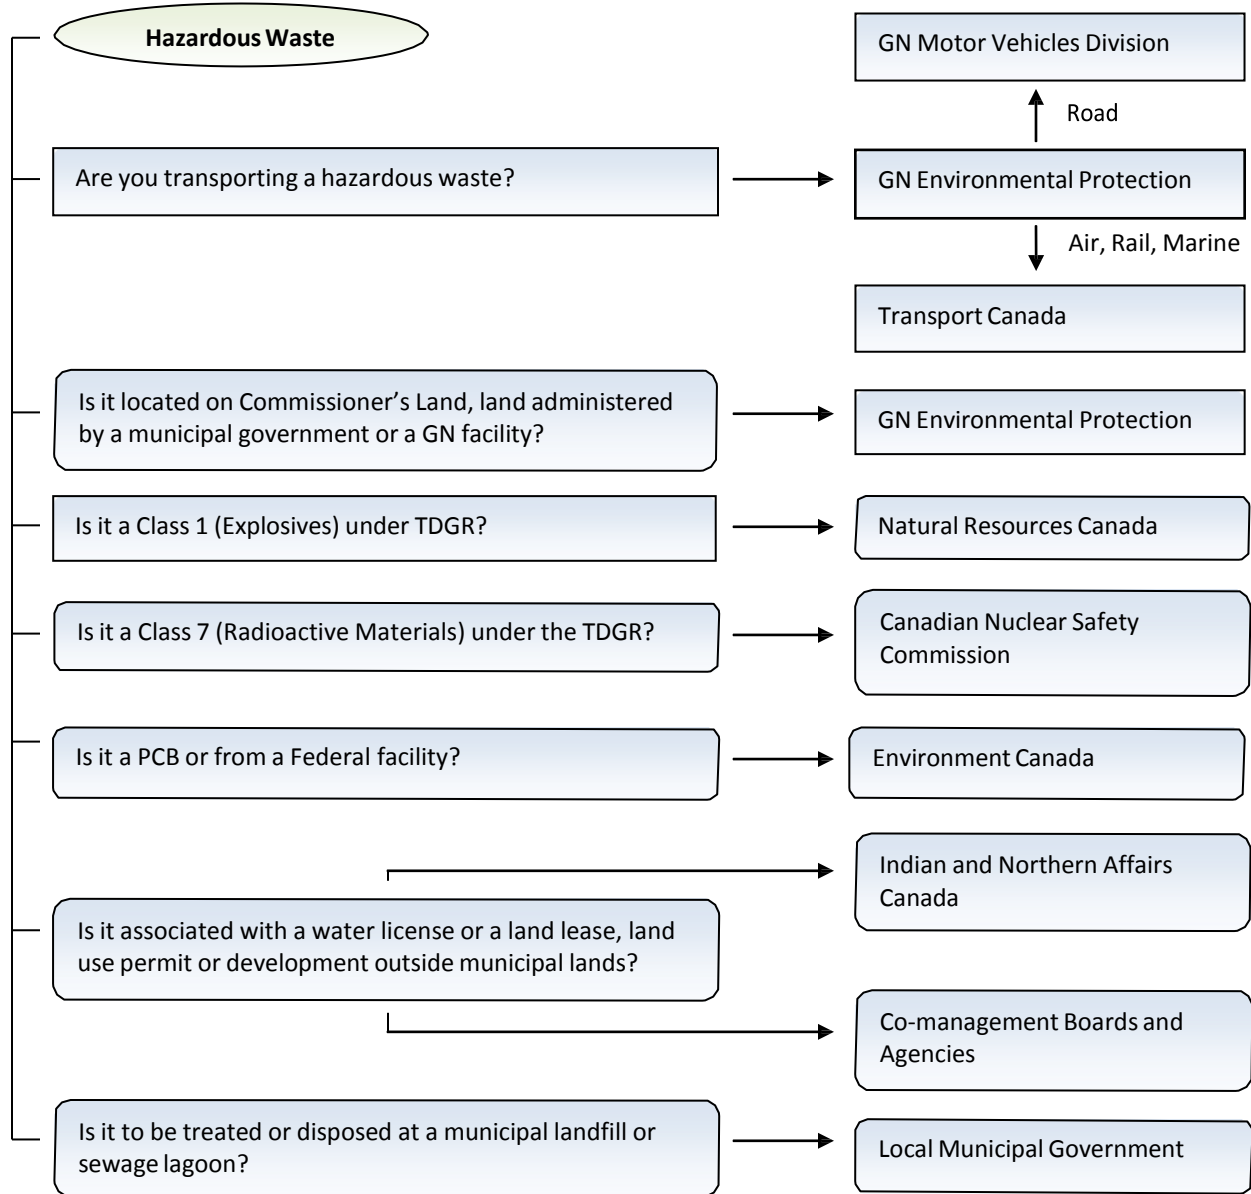 Hazardous Waste
GN Motor Vehicles Division
Road
Are you transporting a hazardous waste?
GN Environmental Protection
Air, Rail, Marine
Transport Canada
Is it located on Commissioner’s Land, land administered
by a municipal government or a GN facility?
GN Environmental Protection
Is it a Class 1 (Explosives) under TDGR?
Natural Resources Canada
Is it a Class 7 (Radioactive Materials) under the TDGR?
Canadian Nuclear Safety
Commission
Is it a PCB or from a Federal facility?
Environment Canada
Indian and Northern Affairs
Canada
Is it associated with a water license or a land lease, land
use permit or development outside municipal lands?
Co-management Boards and
Agencies
Is it to be treated or disposed at a municipal landfill or
sewage lagoon?
Local Municipal Government